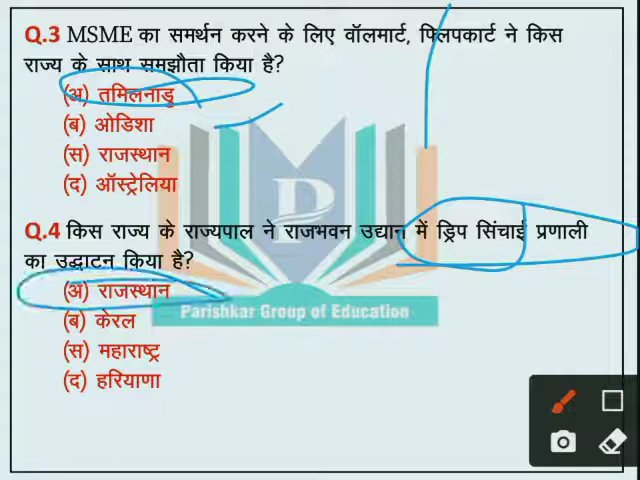 Q.3 MSME का समर्थन करने के लिए वॉलमार्ट, फ्लिपकार्ट ने किस
राज्य के साथ समझौता किया है?
(अ) तमिलनाडु
(ब) ओडिशा
(स) राजस्थान
(द) ऑस्ट्रेलिया
Q.4 किस राज्य के राज्यपाल ने राजभवन उद्यान में ड्रिप सिंचाई प्रणाली
का उद्घाटन किया है?
(अ) राजस्थान
(ब) केरल
(स) महाराष्ट्र
(द) हरियाणा
P
Parishkar Group of Education